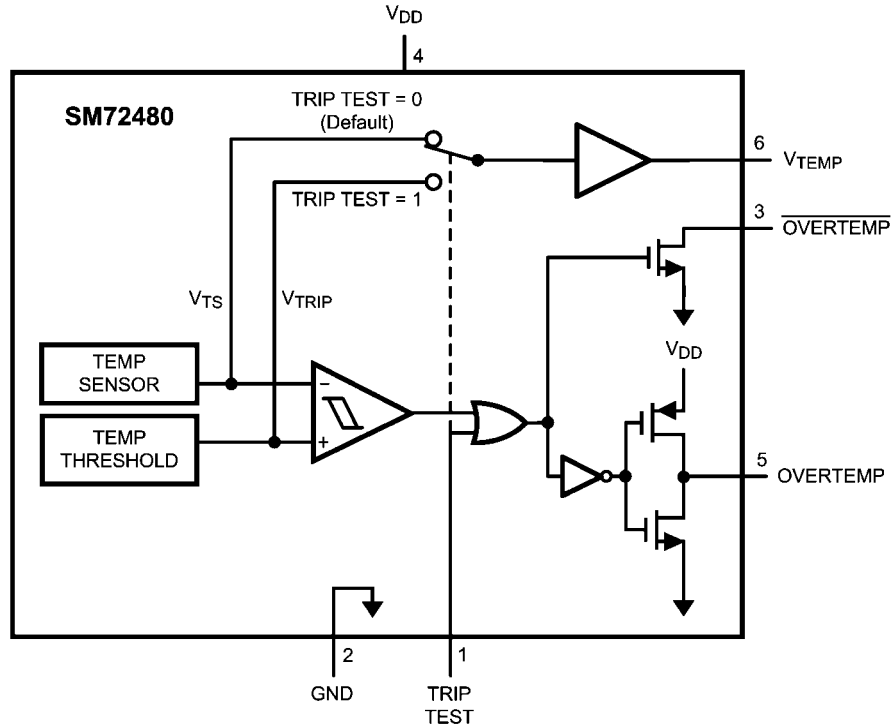 VDD
4
SM72480
TRIP TEST = 0
(Default)
6
VTEMP
TRIP TEST = 1
3
OVERTEMP
VTS
VTRIP
VDD
TEMP
SENSOR
−
TEMP
THRESHOLD
+
5
OVERTEMP
2
1
GND
TRIP
TEST